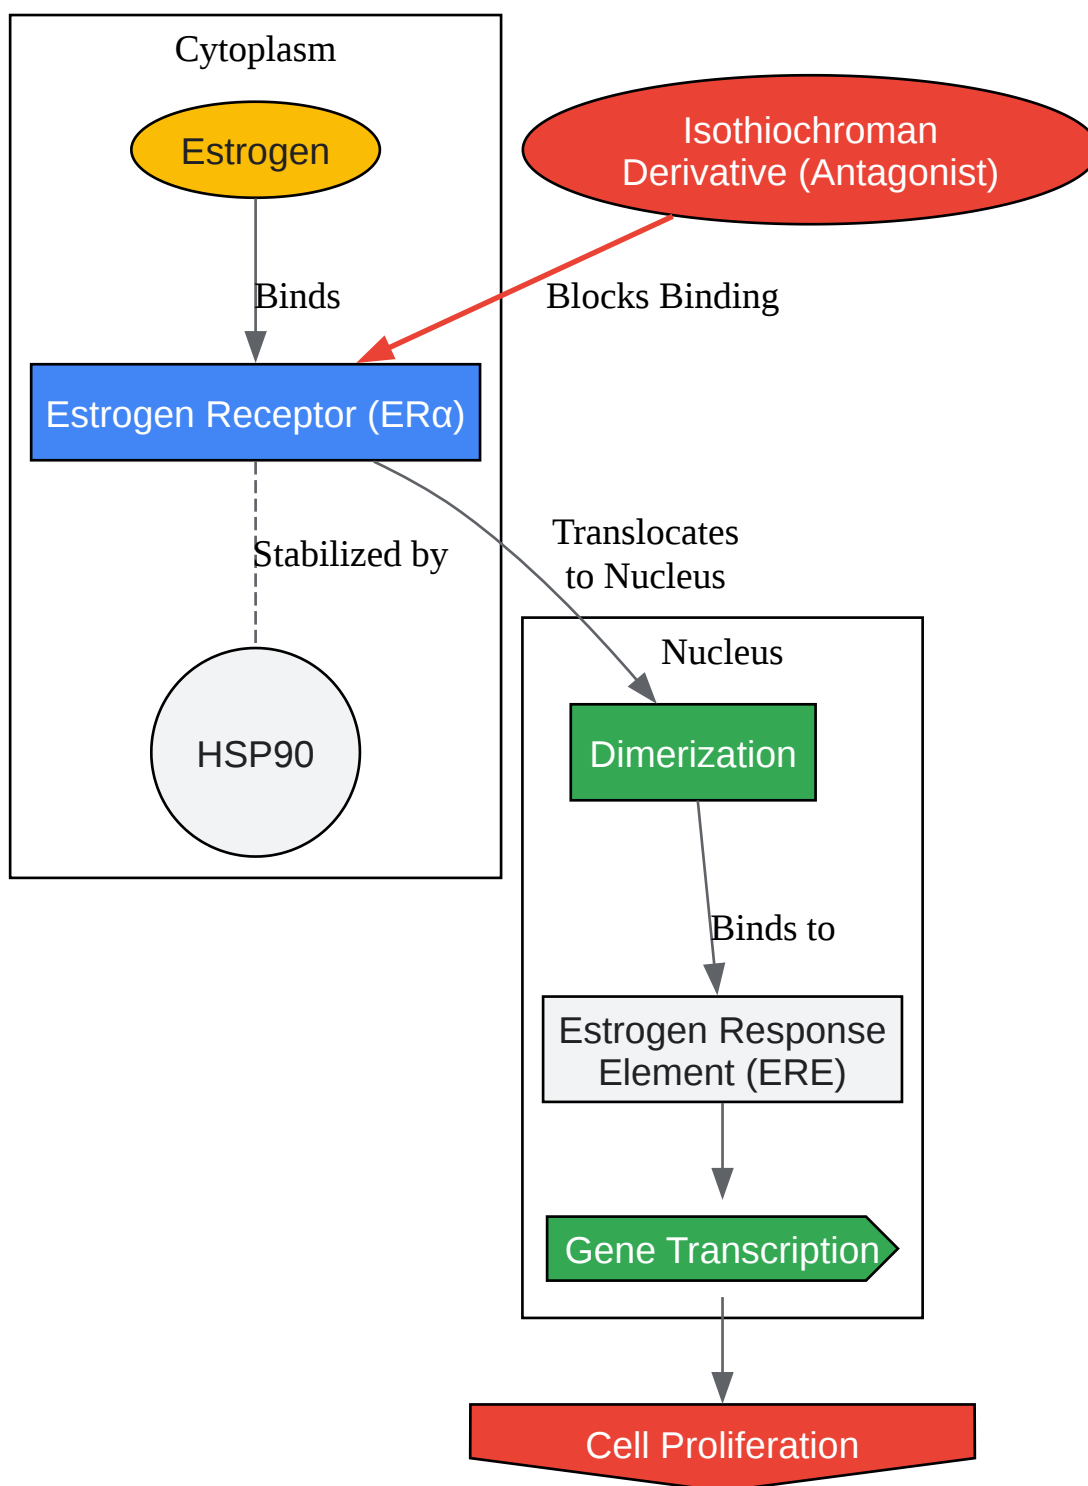 Cytoplasm
Estrogen
Isothiochroman
Derivative (Antagonist)
Binds
Blocks Binding
Estrogen Receptor (ERα)
Stabilized by
Translocates
to Nucleus
HSP90
Nucleus
Dimerization
Binds to
Estrogen Response
Element (ERE)
Gene Transcription
Cell Proliferation